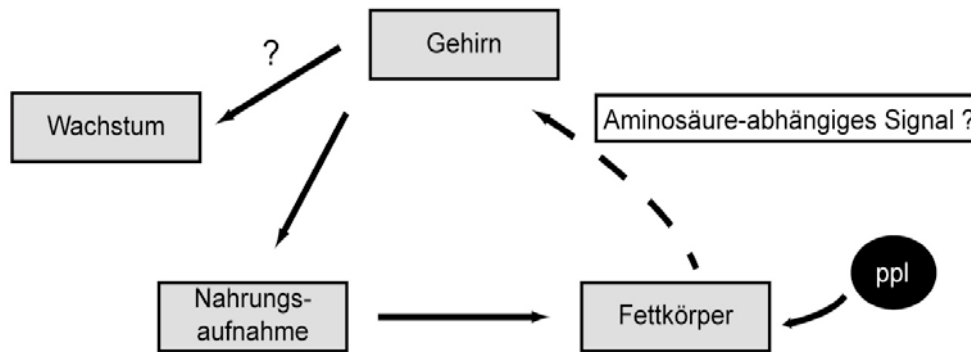 Gehirn
?
Wachstum
Aminosäure-abhängiges Signal ?
Nahrungs-
aufnahme
Fettkörper
ppl